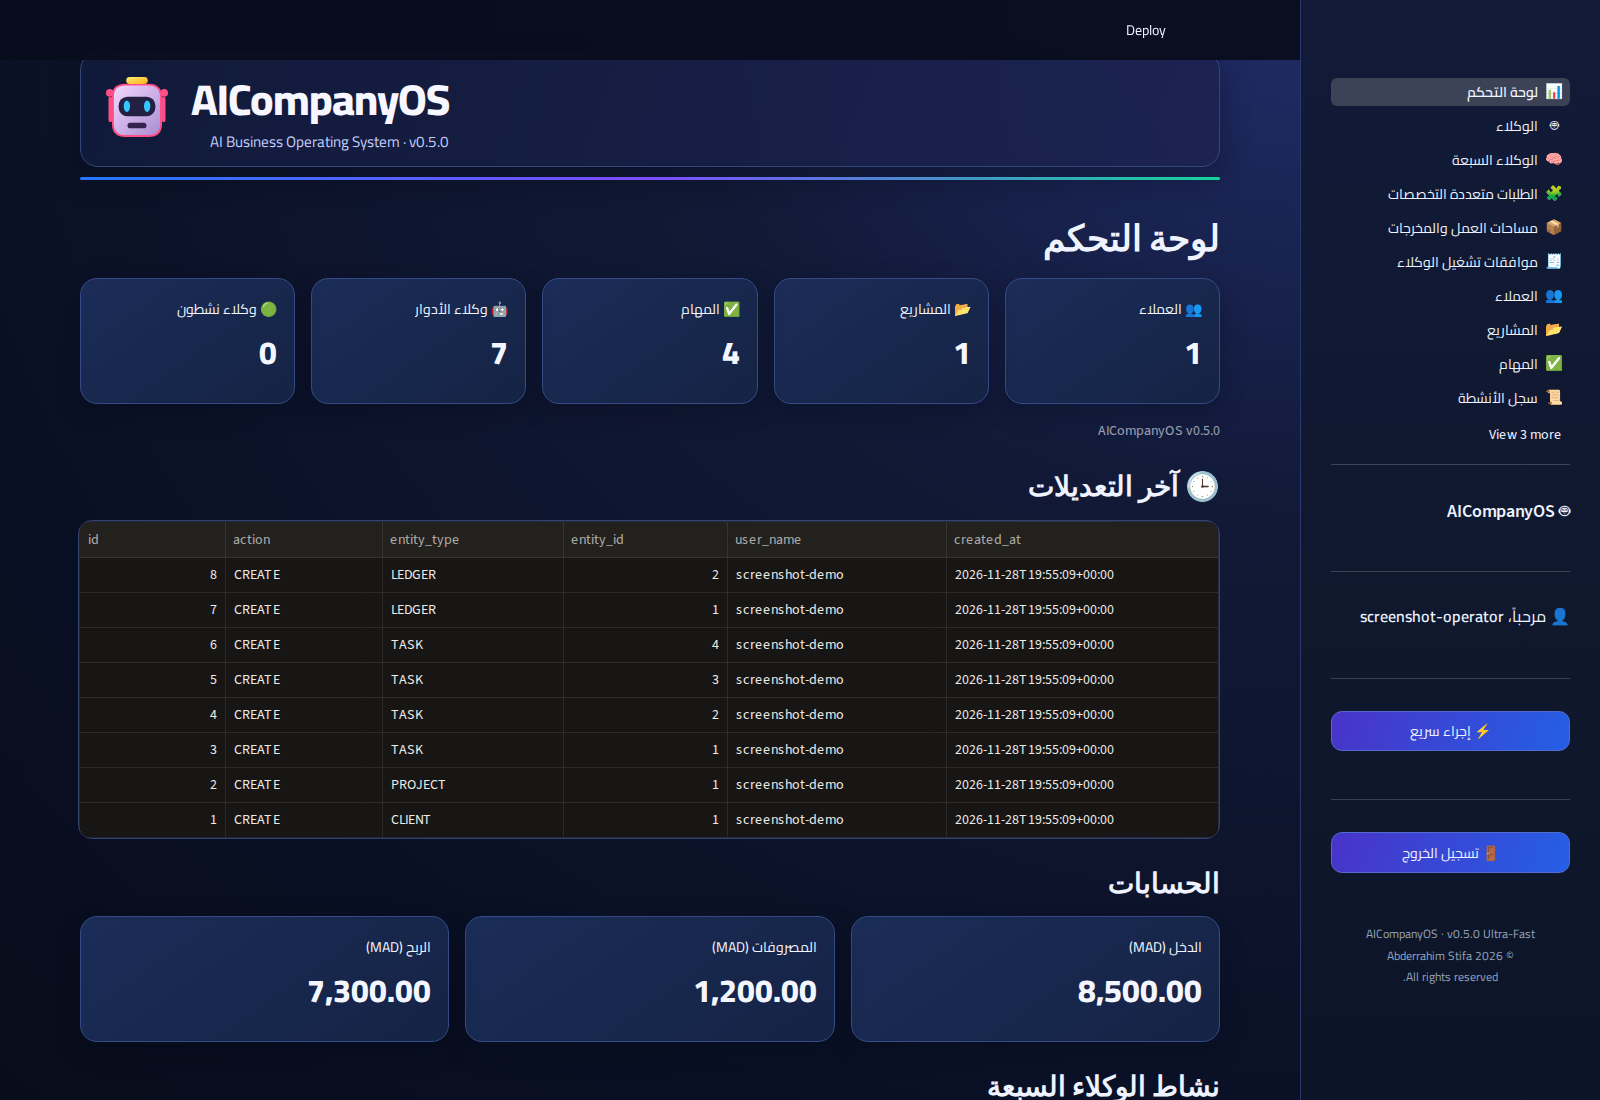 Deploy
AICompanyOS
AI Business Operating System · v0.5.0
لوحة التحكم
العملاء
1
المشاريع
1
المهام
4
وكلاء الأدوار
7
وكلاء نشطون
0
AICompanyOS v0.5.0
آخر التعديلات
id action entity_type entity_id user_name created_at
8 CREATE LEDGER 2 screenshot-demo 2026-11-28T19:55:09+00:00
7 CREATE LEDGER 1 screenshot-demo 2026-11-28T19:55:09+00:00
6 CREATE TASK 4 screenshot-demo 2026-11-28T19:55:09+00:00
5 CREATE TASK 3 screenshot-demo 2026-11-28T19:55:09+00:00
4 CREATE TASK 2 screenshot-demo 2026-11-28T19:55:09+00:00
3 CREATE TASK 1 screenshot-demo 2026-11-28T19:55:09+00:00
2 CREATE PROJECT 1 screenshot-demo 2026-11-28T19:55:09+00:00
1 CREATE CLIENT 1 screenshot-demo 2026-11-28T19:55:09+00:00
الحسابات
الدخل (MAD)
8,500.00
المصروفات (MAD)
1,200.00
الربح (MAD)
7,300.00
نشاط الوكلاء السبعة
لوحة التحكم
الوكلاء
الوكلاء السبعة
الطلبات متعددة التخصصات
مساحات العمل والمخرجات
موافقات تشغيل الوكلاء
العملاء
المشاريع
المهام
سجل الأنشطة
View 3 more
AICompanyOS
مرحباً، screenshot-operator
إجراء سريع
تسجيل الخروج
AICompanyOS · v0.5.0 Ultra-Fast
© 2026 Abderrahim Stifa
All rights reserved.